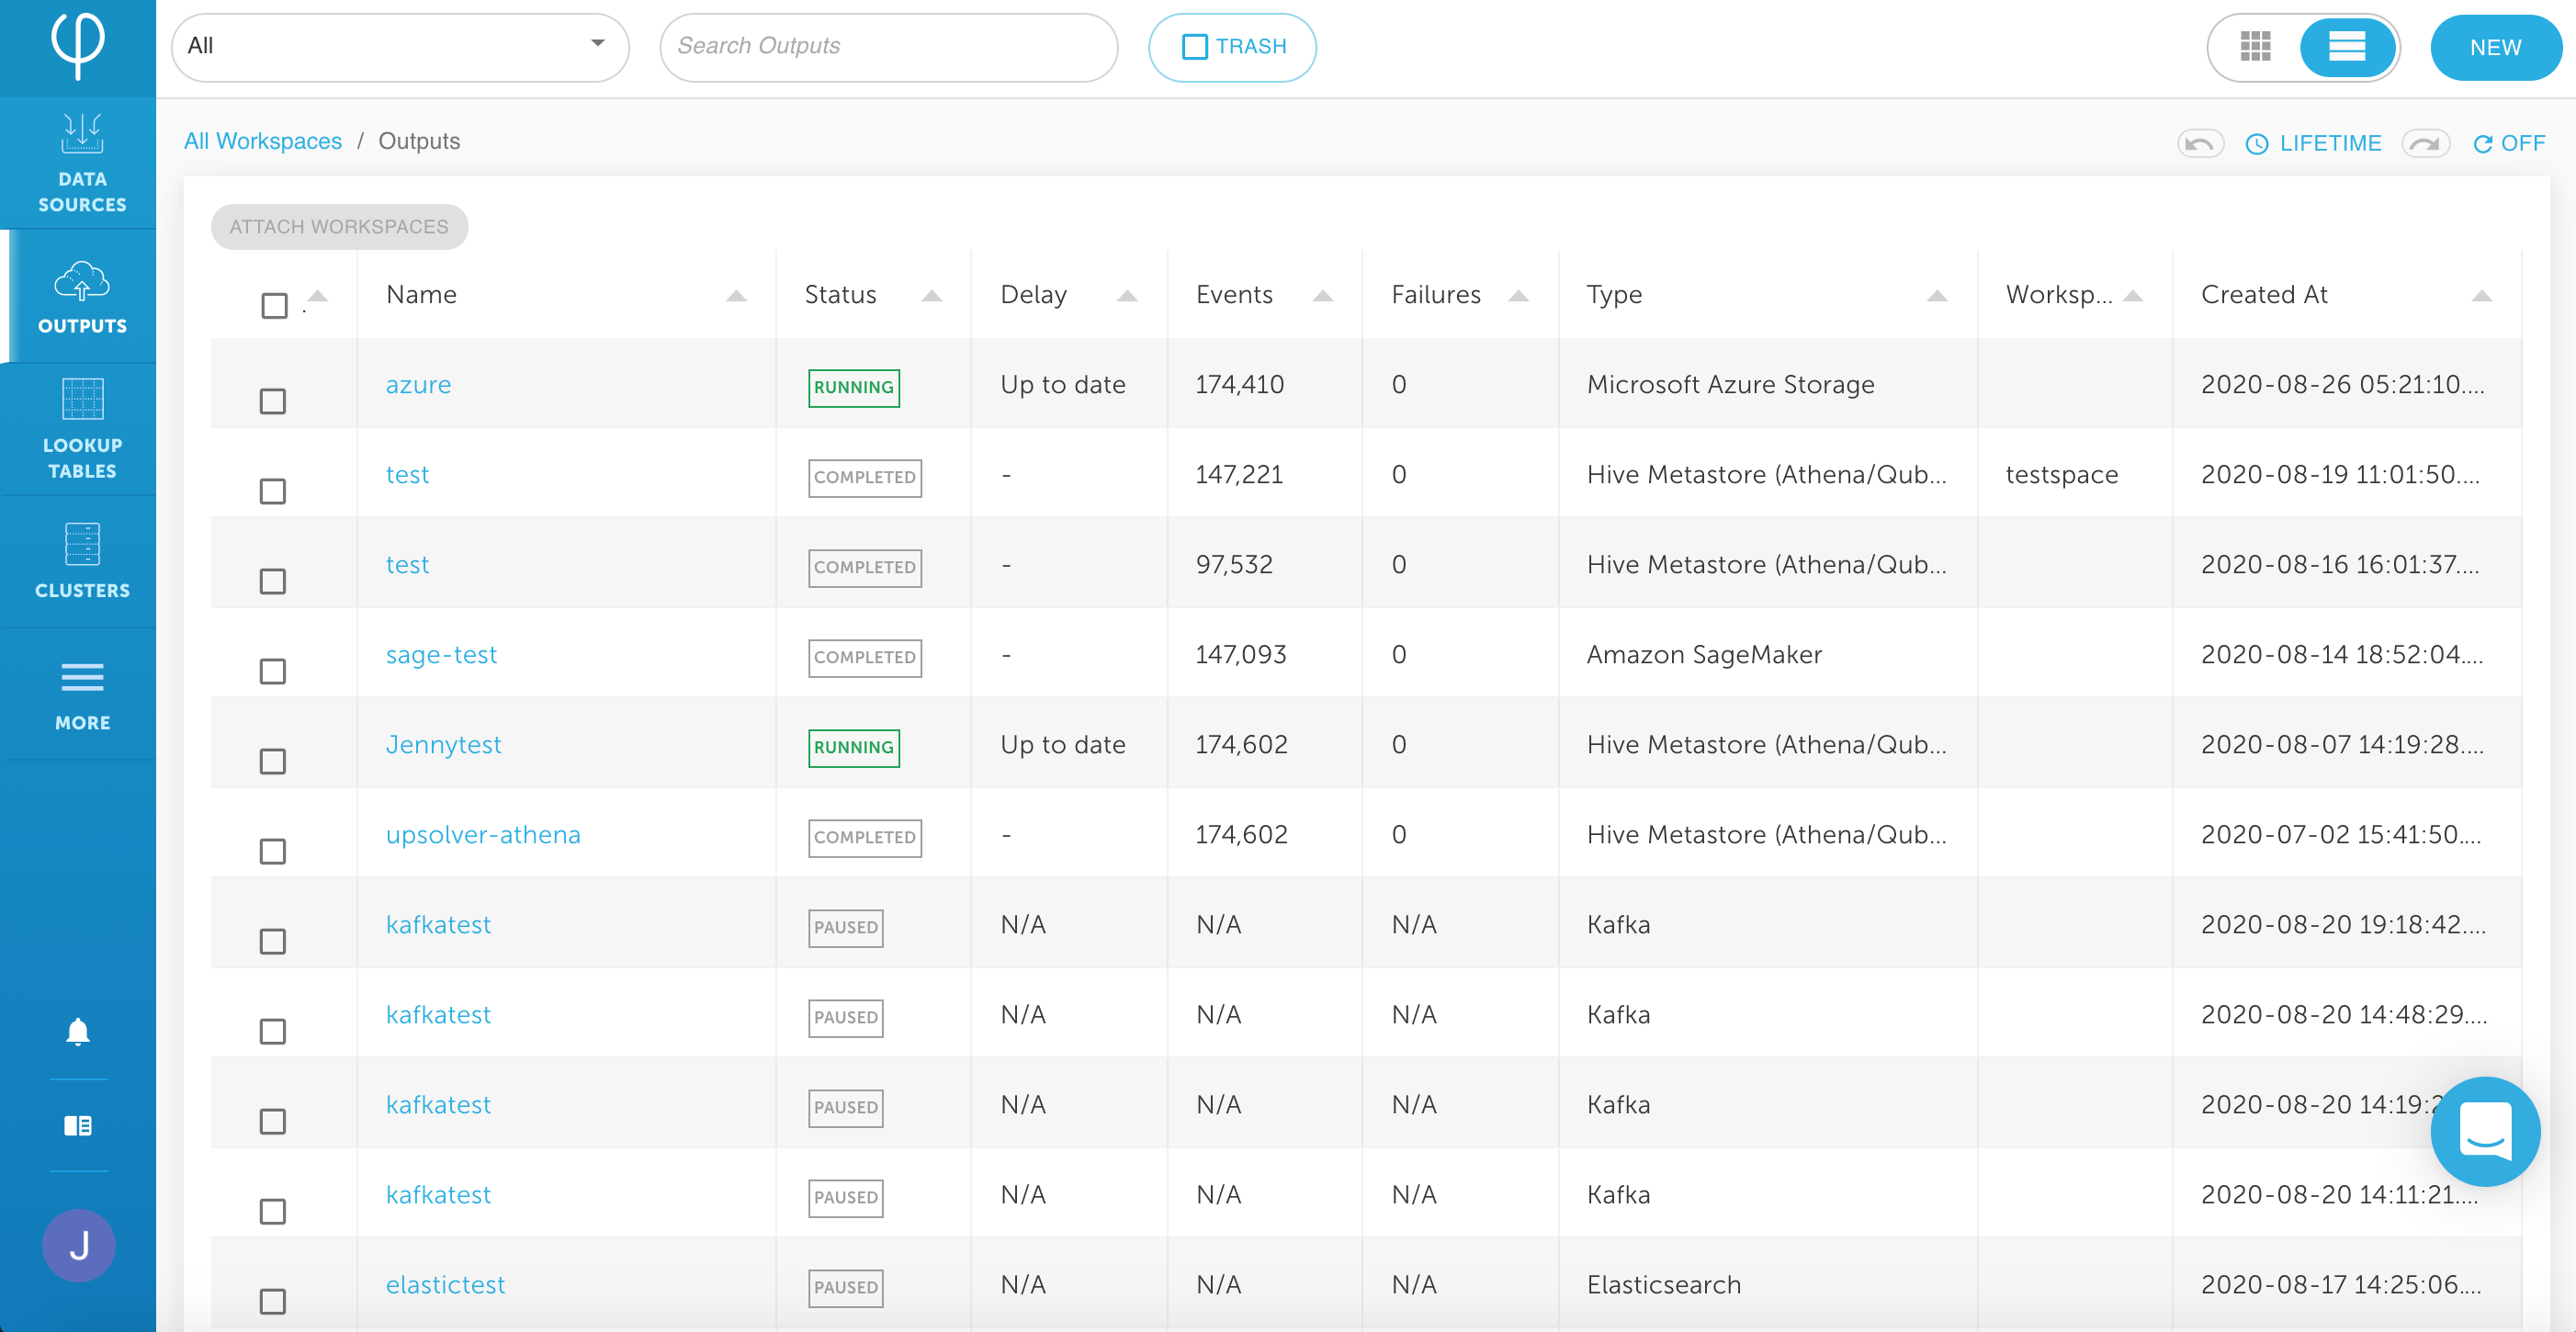 All
Search Outputs
TRASH
NEW
DATA
SOURCES
OUTPUTS
LOOKUP
TABLES
CLUSTERS
MORE
J
All Workspaces / Outputs
LIFETIME
OFF
ATTACH WORKSPACES
. Name Status Delay Events Failures Type Worksp... Created At
azure RUNNING Up to date 174,410 0 Microsoft Azure Storage 2020-08-26 05:21:10....
test COMPLETED - 147,221 0 Hive Metastore (Athena/Qub... testspace 2020-08-19 11:01:50....
test COMPLETED - 97,532 0 Hive Metastore (Athena/Qub... 2020-08-16 16:01:37....
sage-test COMPLETED - 147,093 0 Amazon SageMaker 2020-08-14 18:52:04....
Jennytest RUNNING Up to date 174,602 0 Hive Metastore (Athena/Qub... 2020-08-07 14:19:28....
upsolver-athena COMPLETED - 174,602 0 Hive Metastore (Athena/Qub... 2020-07-02 15:41:50....
kafkatest PAUSED N/A N/A N/A Kafka 2020-08-20 19:18:42....
kafkatest PAUSED N/A N/A N/A Kafka 2020-08-20 14:48:29....
kafkatest PAUSED N/A N/A N/A Kafka 2020-08-20
kafkatest PAUSED N/A N/A N/A Kafka 2020-08-20 14:11:21....
elastictest PAUSED N/A N/A N/A Elasticsearch 2020-08-17 14:25:06....